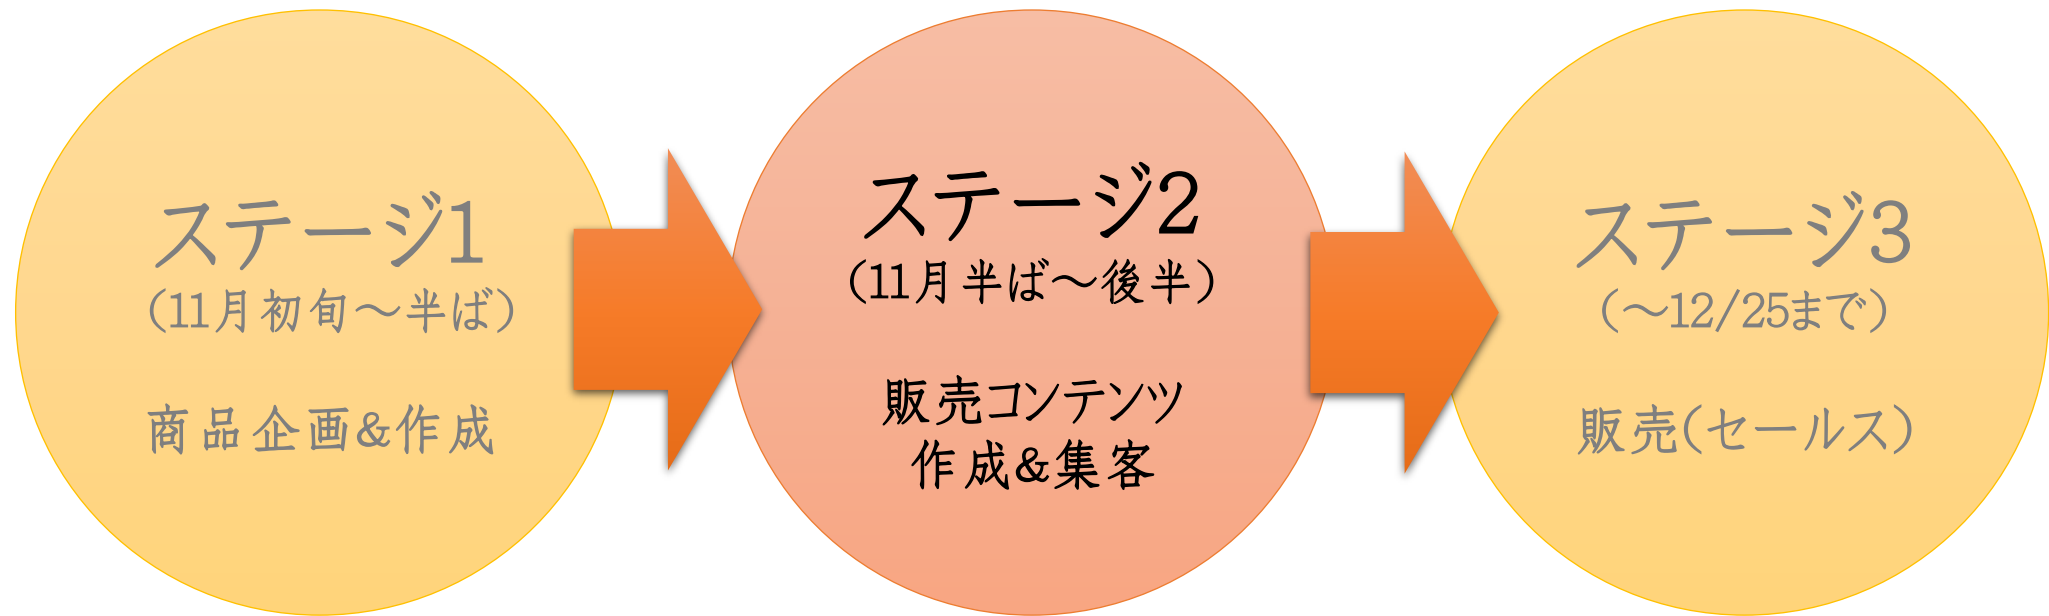 ステージ1
（11月初旬～半ば）
商品企画&作成
ステージ2
（11月半ば～後半）
販売コンテンツ
作成&集客
ステージ3
（～12/25まで）
販売(セールス)